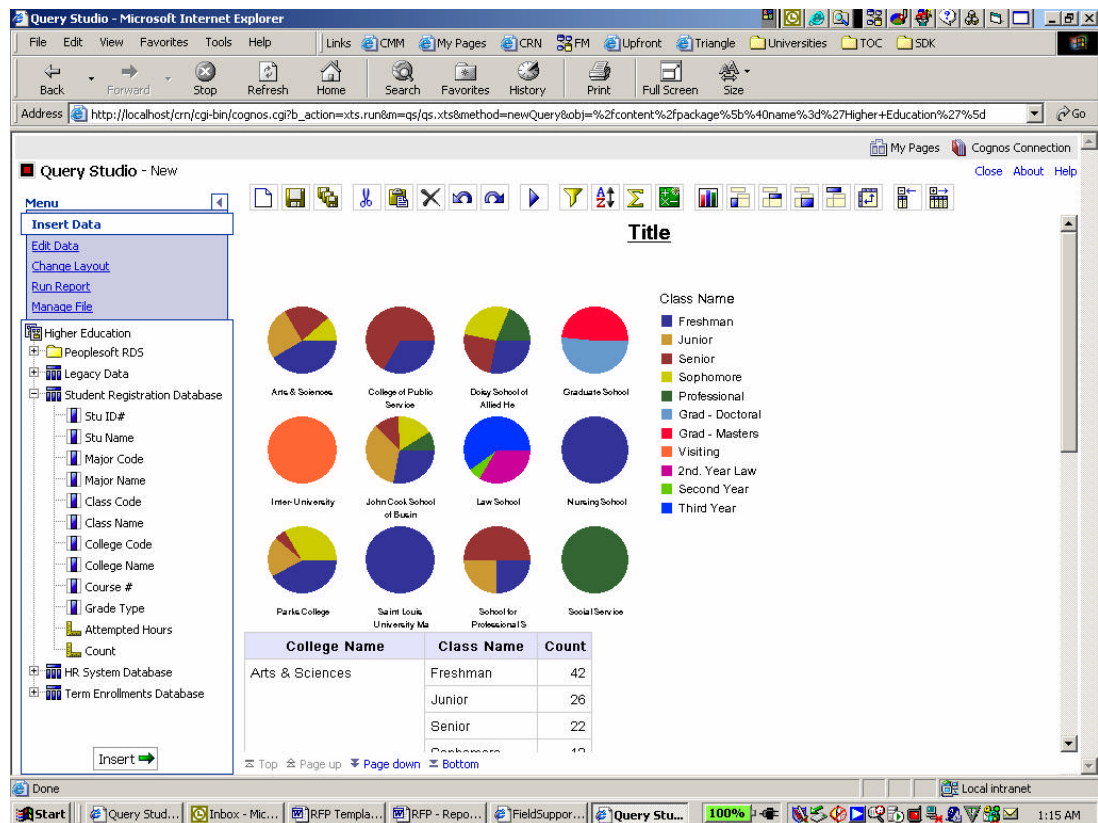 Query Studio - Microsoft Internet Explorer
File Edit View Favorites Tools Help Links CMM My Pages CRN FM Upfront Triangle Universities TOC SDK
Back Forward Stop Refresh Home Search Favorites History Print Full Screen Size
Address http://localhost/crn/cgi-bin/cognos.cgi?b_action=xts.run&m=qs/qs.xts&method=newQuery&obj=%2fcontent%2fpackage%5b%40name%3d%27Higher+Education%27%5d Go
My Pages Cognos Connection
Query Studio - New Close About Help
Menu
Insert Data
Edit Data
Change Layout
Run Report
Manage File
Higher Education
Peoplesoft RDS
Legacy Data
Student Registration Database
Stu ID#
Stu Name
Major Code
Major Name
Class Code
Class Name
College Code
College Name
Course #
Grade Type
Attempted Hours
Count
HR System Database
Term Enrollments Database
Insert
Title
Class Name
Freshman
Junior
Senior
Sophomore
Professional
Grad - Doctoral
Grad - Masters
Visiting
2nd. Year Law
Second Year
Third Year
Arts & Sciences College of Public Doisy School of Graduate School
Service Allied He
Inter-University John Cook School Law School Nursing School
of Busin
Parks College Saint Louis School for Social Service
University Ma Professional S
College Name Class Name Count
Arts & Sciences Freshman 42
Junior 26
Senior 22
Sophomore
Top Page up Page down Bottom
Done Local intranet
Start Query Stud... Inbox - Mic... RFP Templa... RFP - Repo... FieldSuppor... Query Stu... 100% 1:15 AM